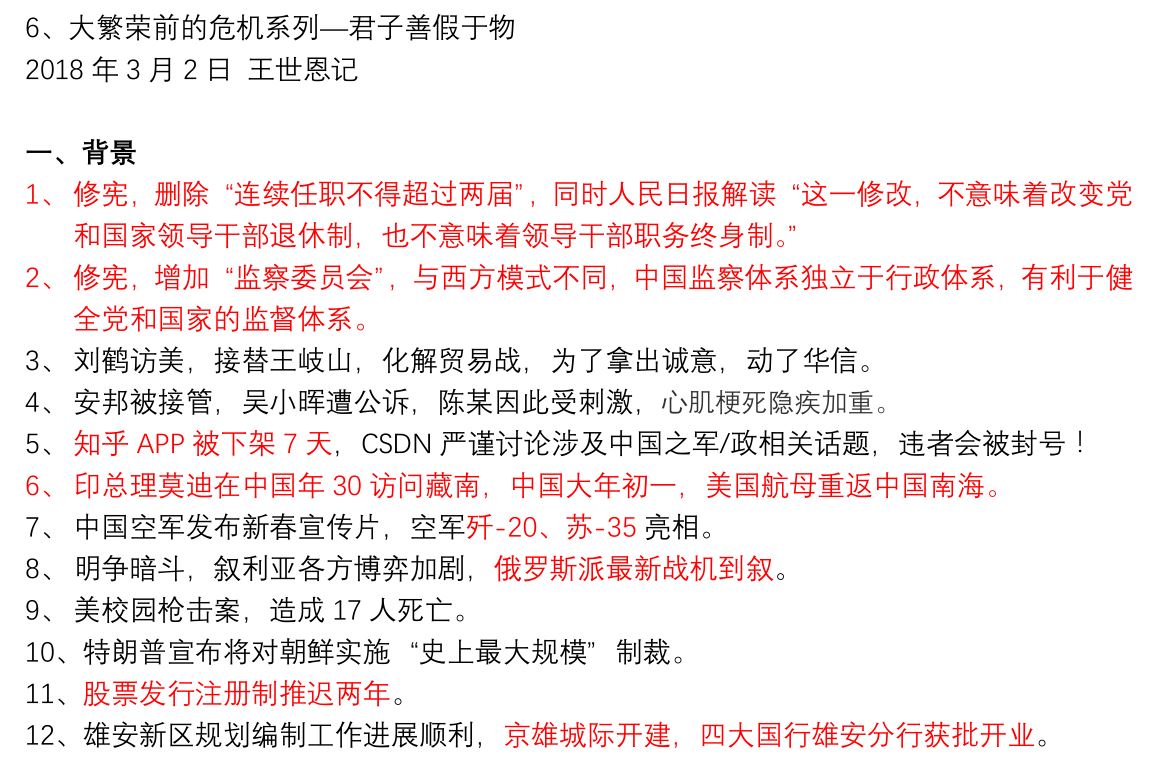 6、大繁荣前的危机系列—君子善假于物
2018 年 3 月 2 日 王世恩记
一、背景
1、 修宪，删除 “连续任职不得超过两届”，同时人民日报解读 “这一修改，不意味着改变党
和国家领导干部退休制，也不意味着领导干部职务终身制。”
2、 修宪，增加 “监察委员会”，与西方模式不同，中国监察体系独立于行政体系，有利于健
全党和国家的监督体系。
3、 刘鹤访美，接替王岐山，化解贸易战，为了拿出诚意，动了华信。
4、 安邦被接管，吴小晖遭公诉，陈某因此受刺激，心肌梗死隐疾加重。
5、 知乎 APP 被下架 7 天，CSDN 严谨讨论涉及中国之军/政相关话题，违者会被封号！
6、 印总理莫迪在中国年 30 访问藏南，中国大年初一，美国航母重返中国南海。
7、 中国空军发布新春宣传片，空军歼-20、苏-35 亮相。
8、 明争暗斗，叙利亚各方博弈加剧，俄罗斯派最新战机到叙。
9、 美校园枪击案，造成 17 人死亡。
10、特朗普宣布将对朝鲜实施 “史上最大规模” 制裁。
11、股票发行注册制推迟两年。
12、雄安新区规划编制工作进展顺利，京雄城际开建，四大国行雄安分行获批开业。